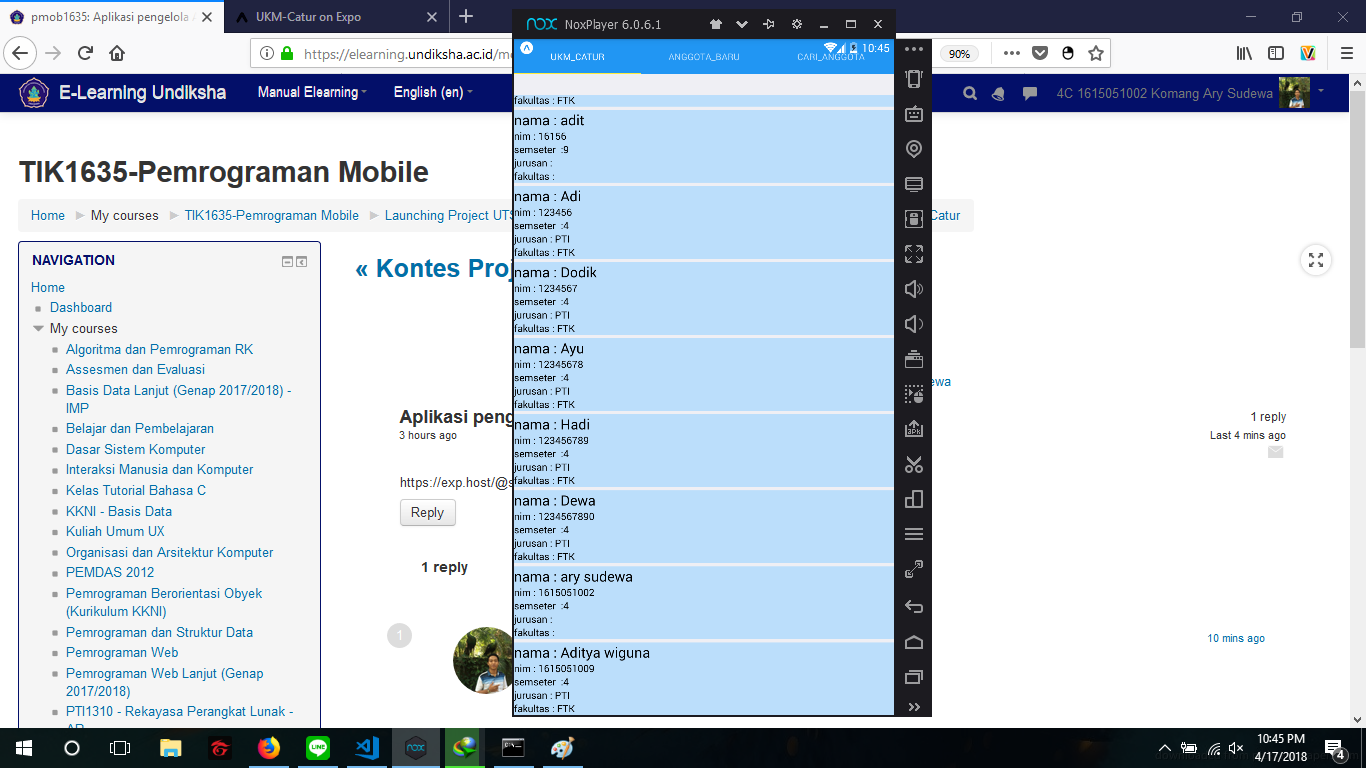 pmob1635: Aplikasi pengelola
UKM-Catur on Expo
NoxPlayer 6.0.6.1
https://elearning.undiksha.ac.id/m
90%
E-Learning Undiksha
Manual Elearning
English (en)
4C 1615051002 Komang Ary Sudewa
TIK1635-Pemrograman Mobile
Home
My courses
TIK1635-Pemrograman Mobile
Launching Project UTS
Catur
NAVIGATION
Home
Dashboard
My courses
Algoritma dan Pemrograman RK
Assesmen dan Evaluasi
Basis Data Lanjut (Genap 2017/2018) -
IMP
Belajar dan Pembelajaran
Dasar Sistem Komputer
Interaksi Manusia dan Komputer
Kelas Tutorial Bahasa C
KKNI - Basis Data
Kuliah Umum UX
Organisasi dan Arsitektur Komputer
PEMDAS 2012
Pemrograman Berorientasi Obyek
(Kurikulum KKNI)
Pemrograman dan Struktur Data
Pemrograman Web
Pemrograman Web Lanjut (Genap
2017/2018)
PTI1310 - Rekayasa Perangkat Lunak -
« Kontes Proj
ewa
Aplikasi peng
3 hours ago
1 reply
Last 4 mins ago
https://exp.host/@s
Reply
1 reply
1
10 mins ago
nox
10:45
UKM_CATUR
ANGGOTA_BARU
CARI_ANGGOTA
fakultas : FTK
nama : adit
nim : 16156
semseter :9
jurusan :
fakultas :
nama : Adi
nim : 123456
semseter :4
jurusan : PTI
fakultas : FTK
nama : Dodik
nim : 1234567
semseter :4
jurusan : PTI
fakultas : FTK
nama : Ayu
nim : 12345678
semseter :4
jurusan : PTI
fakultas : FTK
nama : Hadi
nim : 123456789
semseter :4
jurusan : PTI
fakultas : FTK
nama : Dewa
nim : 1234567890
semseter :4
jurusan : PTI
fakultas : FTK
nama : ary sudewa
nim : 1615051002
semseter :4
jurusan :
fakultas :
nama : Aditya wiguna
nim : 1615051009
semseter :4
jurusan : PTI
fakultas : FTK
10:45 PM
4/17/2018
4